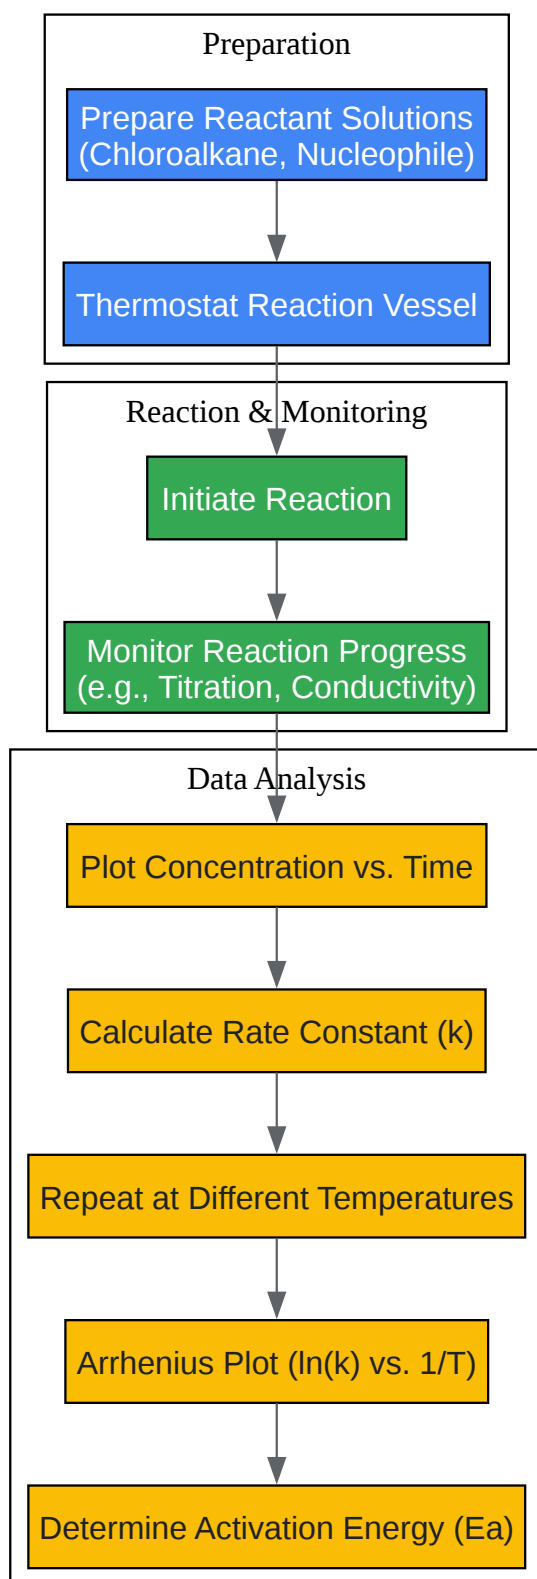 Preparation
Prepare Reactant Solutions
(Chloroalkane, Nucleophile)
Thermostat Reaction Vessel
Reaction & Monitoring
Initiate Reaction
Monitor Reaction Progress
(e.g., Titration, Conductivity)
Data Analysis
Plot Concentration vs. Time
Calculate Rate Constant (k)
Repeat at Different Temperatures
Arrhenius Plot (ln(k) vs. 1/T)
Determine Activation Energy (Ea)